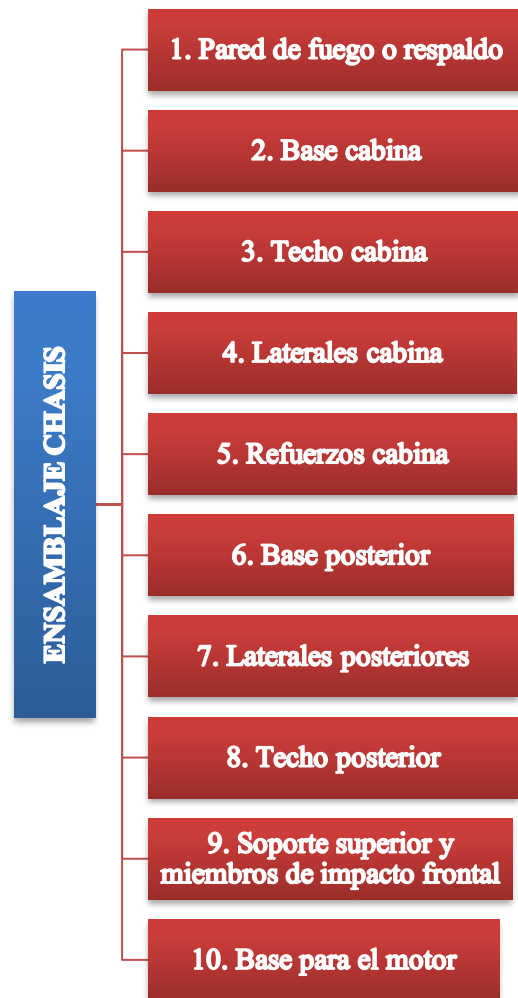 ENSAMBLAJE CHASIS
1. Pared de fuego o respaldo
2. Base cabina
3. Techo cabina
4. Laterales cabina
5. Refuerzos cabina
6. Base posterior
7. Laterales posteriores
8. Techo posterior
9. Soporte superior y
miembros de impacto frontal
10. Base para el motor